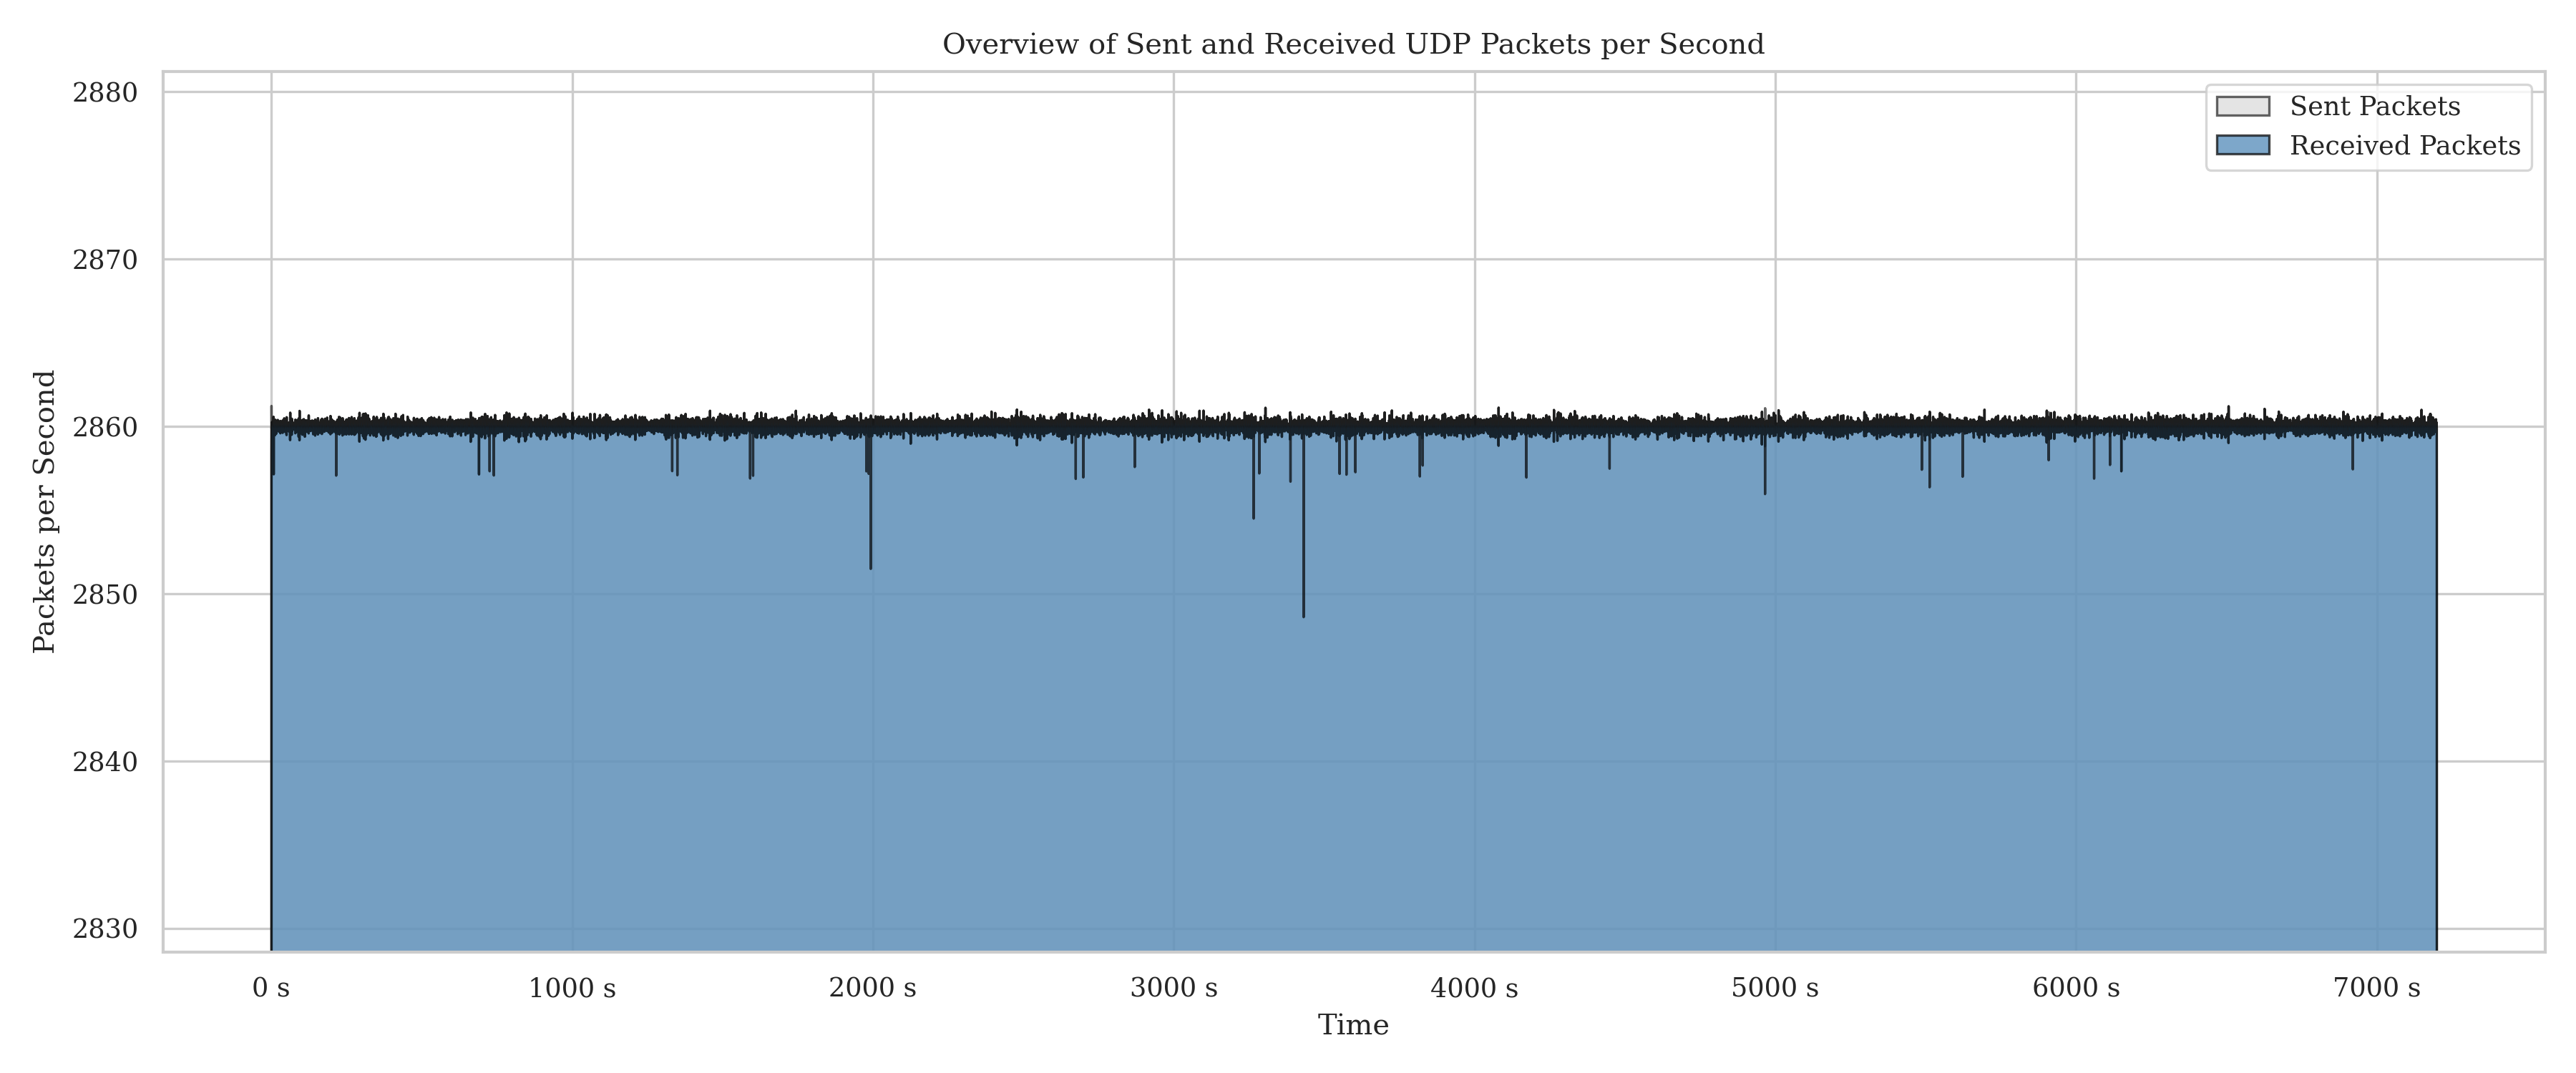 Overview of Sent and Received UDP Packets per Second
Sent Packets
Received Packets
Packets per Second
2880
2870
2860
2850
2840
2830
0 s 1000 s 2000 s 3000 s 4000 s 5000 s 6000 s 7000 s
Time